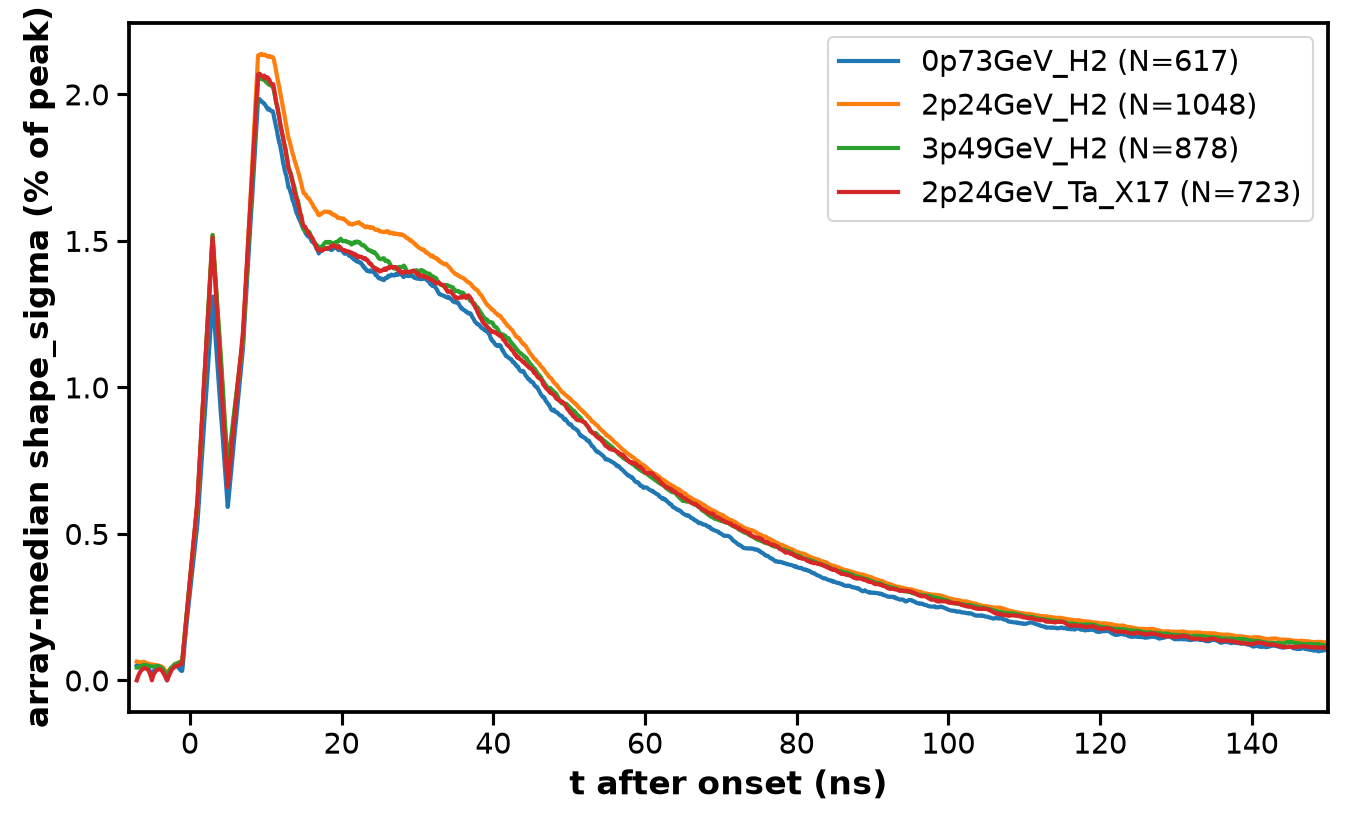 array-median shape_sigma (% of peak)
2.0
1.5
1.0
0.5
0.0
0p73GeV_H2 (N=617)
2p24GeV_H2 (N=1048)
3p49GeV_H2 (N=878)
2p24GeV_Ta_X17 (N=723)
0 20 40 60 80 100 120 140
t after onset (ns)